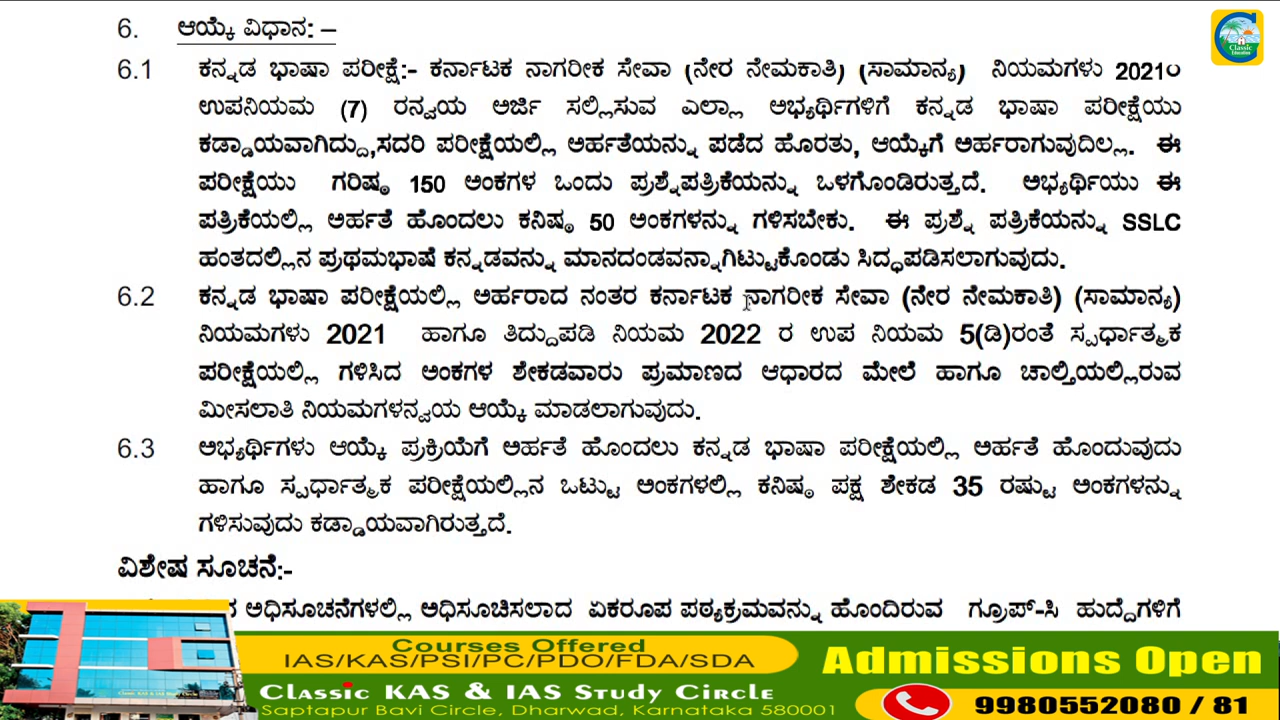 6. ಆಯ್ಕೆ ವಿಧಾನ: –
6.1 ಕನ್ನಡ ಭಾಷಾ ಪರೀಕ್ಷೆ:- ಕರ್ನಾಟಕ ನಾಗರೀಕ ಸೇವಾ (ನೇರ ನೇಮಕಾತಿ) (ಸಾಮಾನ್ಯ) ನಿಯಮಗಳು 2021ರ
ಉಪನಿಯಮ (7) ರನ್ವಯ ಅರ್ಜಿ ಸಲ್ಲಿಸುವ ಎಲ್ಲಾ ಅಭ್ಯರ್ಥಿಗಳಿಗೆ ಕನ್ನಡ ಭಾಷಾ ಪರೀಕ್ಷೆಯು
ಕಡ್ಡಾಯವಾಗಿದ್ದು,ಸದರಿ ಪರೀಕ್ಷೆಯಲ್ಲಿ ಅರ್ಹತೆಯನ್ನು ಪಡೆದ ಹೊರತು, ಆಯ್ಕೆಗೆ ಅರ್ಹರಾಗುವುದಿಲ್ಲ. ಈ
ಪರೀಕ್ಷೆಯು ಗರಿಷ್ಠ 150 ಅಂಕಗಳ ಒಂದು ಪ್ರಶ್ನೆಪತ್ರಿಕೆಯನ್ನು ಒಳಗೊಂಡಿರುತ್ತದೆ. ಅಭ್ಯರ್ಥಿಯು ಈ
ಪತ್ರಿಕೆಯಲ್ಲಿ ಅರ್ಹತೆ ಹೊಂದಲು ಕನಿಷ್ಠ 50 ಅಂಕಗಳನ್ನು ಗಳಿಸಬೇಕು. ಈ ಪ್ರಶ್ನೆ ಪತ್ರಿಕೆಯನ್ನು SSLC
ಹಂತದಲ್ಲಿನ ಪ್ರಥಮಭಾಷೆ ಕನ್ನಡವನ್ನು ಮಾನದಂಡವನ್ನಾಗಿಟ್ಟುಕೊಂಡು ಸಿದ್ಧಪಡಿಸಲಾಗುವುದು.
6.2 ಕನ್ನಡ ಭಾಷಾ ಪರೀಕ್ಷೆಯಲ್ಲಿ ಅರ್ಹರಾದ ನಂತರ ಕರ್ನಾಟಕ ನಾಗರೀಕ ಸೇವಾ (ನೇರ ನೇಮಕಾತಿ) (ಸಾಮಾನ್ಯ)
ನಿಯಮಗಳು 2021 ಹಾಗೂ ತಿದ್ದುಪಡಿ ನಿಯಮ 2022 ರ ಉಪ ನಿಯಮ 5(ಡಿ)ರಂತೆ ಸ್ಪರ್ಧಾತ್ಮಕ
ಪರೀಕ್ಷೆಯಲ್ಲಿ ಗಳಿಸಿದ ಅಂಕಗಳ ಶೇಕಡವಾರು ಪ್ರಮಾಣದ ಆಧಾರದ ಮೇಲೆ ಹಾಗೂ ಚಾಲ್ತಿಯಲ್ಲಿರುವ
ಮೀಸಲಾತಿ ನಿಯಮಗಳನ್ವಯ ಆಯ್ಕೆ ಮಾಡಲಾಗುವುದು.
6.3 ಅಭ್ಯರ್ಥಿಗಳು ಆಯ್ಕೆ ಪ್ರಕ್ರಿಯೆಗೆ ಅರ್ಹತೆ ಹೊಂದಲು ಕನ್ನಡ ಭಾಷಾ ಪರೀಕ್ಷೆಯಲ್ಲಿ ಅರ್ಹತೆ ಹೊಂದುವುದು
ಹಾಗೂ ಸ್ಪರ್ಧಾತ್ಮಕ ಪರೀಕ್ಷೆಯಲ್ಲಿನ ಒಟ್ಟು ಅಂಕಗಳಲ್ಲಿ ಕನಿಷ್ಠ ಪಕ್ಷ ಶೇಕಡ 35 ರಷ್ಟು ಅಂಕಗಳನ್ನು
ಗಳಿಸುವುದು ಕಡ್ಡಾಯವಾಗಿರುತ್ತದೆ.
ವಿಶೇಷ ಸೂಚನೆ:-
ಅಧಿಸೂಚನೆಗಳಲ್ಲಿ ಅಧಿಸೂಚಿಸಲಾದ ಏಕರೂಪ ಪಠ್ಯಕ್ರಮವನ್ನು ಹೊಂದಿರುವ ಗ್ರೂಪ್-ಸಿ ಹುದ್ದೆಗಳಿಗೆ
Classic
Education
Courses Offered
IAS/KAS/PSI/PC/PDO/FDA/SDA
Classic KAS & IAS Study Circle
Saptapur Bavi Circle, Dharwad, Karnataka 580001
Admissions Open
9980552080 / 81